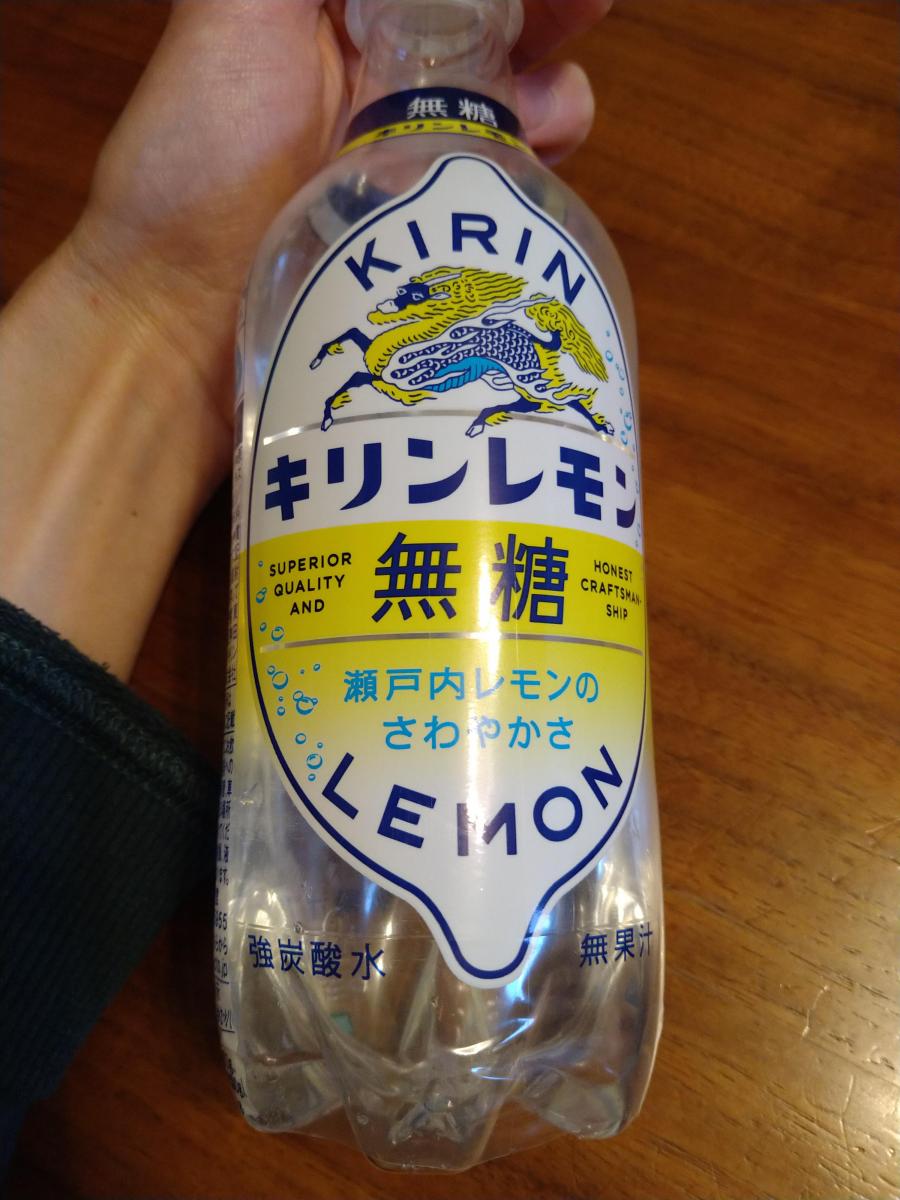 無糖
キリンレモン
KIRIN
キリンレモン
SUPERIOR
QUALITY
AND
無糖
HONEST
CRAFTSMAN-
SHIP
瀬戸内レモンの
さわやかさ
LEMON
強炭酸水
無果汁